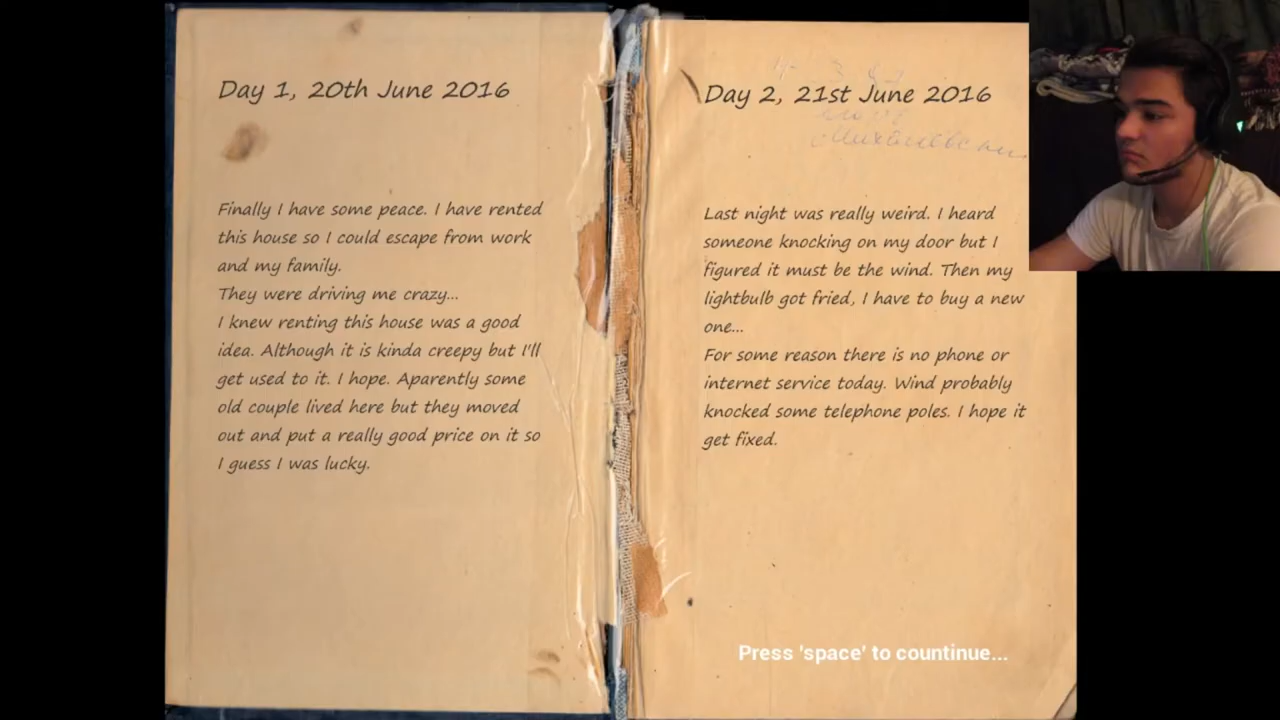 Day 1, 20th June 2016
Finally I have some peace. I have rented
this house so I could escape from work
and my family.
They were driving me crazy...
I knew renting this house was a good
idea. Although it is kinda creepy but I'll
get used to it. I hope. Aparently some
old couple lived here but they moved
out and put a really good price on it so
I guess I was lucky.
Day 2, 21st June 2016
Last night was really weird. I heard
someone knocking on my door but I
figured it must be the wind. Then my
lightbulb got fried, I have to buy a new
one...
For some reason there is no phone or
internet service today. Wind probably
knocked some telephone poles. I hope it
get fixed.
Press 'space' to countinue...